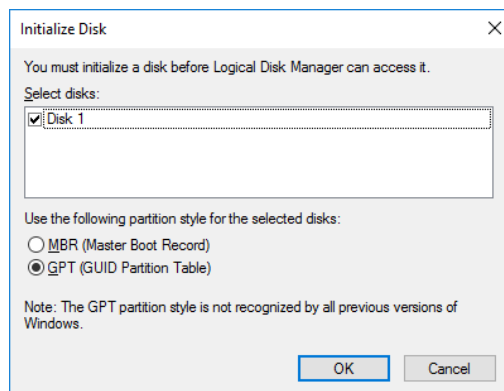 Initialize Disk
You must initialize a disk before Logical Disk Manager can access it.
Select disks:
Disk 1
Use the following partition style for the selected disks:
MBR (Master Boot Record)
GPT (GUID Partition Table)
Note: The GPT partition style is not recognized by all previous versions of
Windows.
OK Cancel